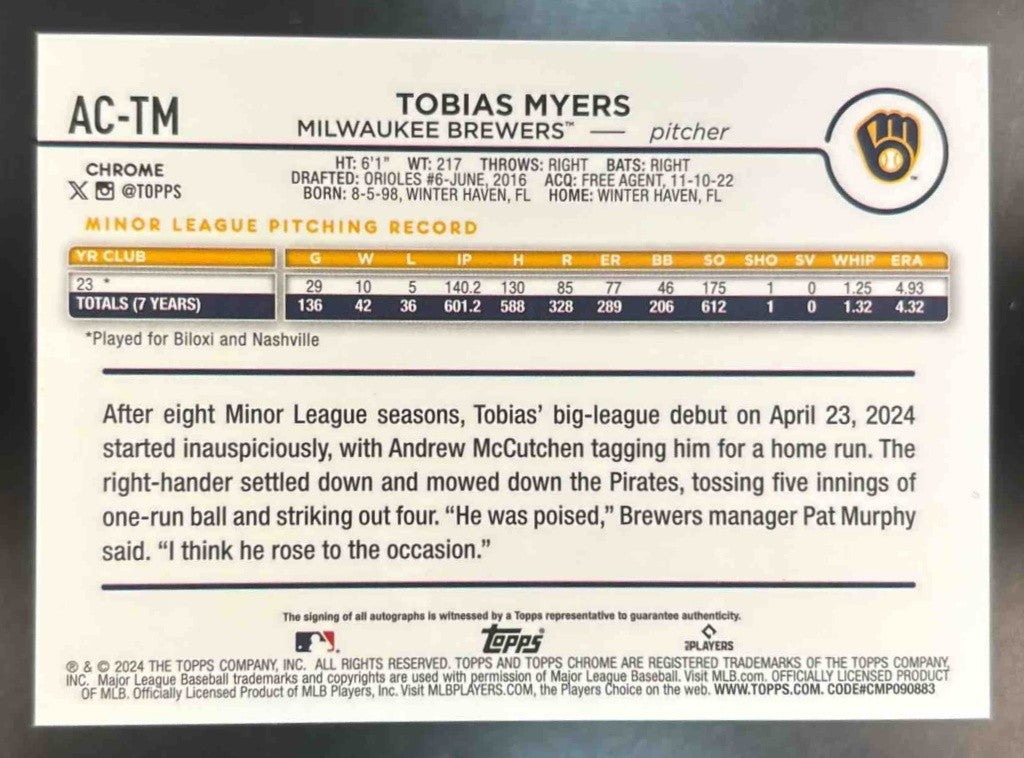 AC-TM
TOBIAS MYERS
MILWAUKEE BREWERS™ — pitcher
CHROME
@TOPPS
HT: 6'1" WT: 217 THROWS: RIGHT BATS: RIGHT
DRAFTED: ORIOLES #6-JUNE, 2016 ACQ: FREE AGENT, 11-10-22
BORN: 8-5-98, WINTER HAVEN, FL HOME: WINTER HAVEN, FL
MINOR LEAGUE PITCHING RECORD
YR CLUB G W L IP H R ER BB SO SHO SV WHIP ERA
23 * 29 10 5 140.2 130 85 77 46 175 1 0 1.25 4.93
TOTALS (7 YEARS) 136 42 36 601.2 588 328 289 206 612 1 0 1.32 4.32
*Played for Biloxi and Nashville
After eight Minor League seasons, Tobias' big-league debut on April 23, 2024
started inauspiciously, with Andrew McCutchen tagging him for a home run. The
right-hander settled down and mowed down the Pirates, tossing five innings of
one-run ball and striking out four. “He was poised,” Brewers manager Pat Murphy
said. “I think he rose to the occasion.”
The signing of all autographs is witnessed by a Topps representative to guarantee authenticity.
Topps®
PLAYERS
® & © 2024 THE TOPPS COMPANY, INC. ALL RIGHTS RESERVED. TOPPS AND TOPPS CHROME ARE REGISTERED TRADEMARKS OF THE TOPPS COMPANY,
INC. Major League Baseball trademarks and copyrights are used with permission of Major League Baseball. Visit MLB.com. OFFICIALLY LICENSED PRODUCT
OF MLB. Officially Licensed Product of MLB Players, Inc. Visit MLBPLAYERS.COM, the Players Choice on the web. WWW.TOPPS.COM. CODE#CMP090883